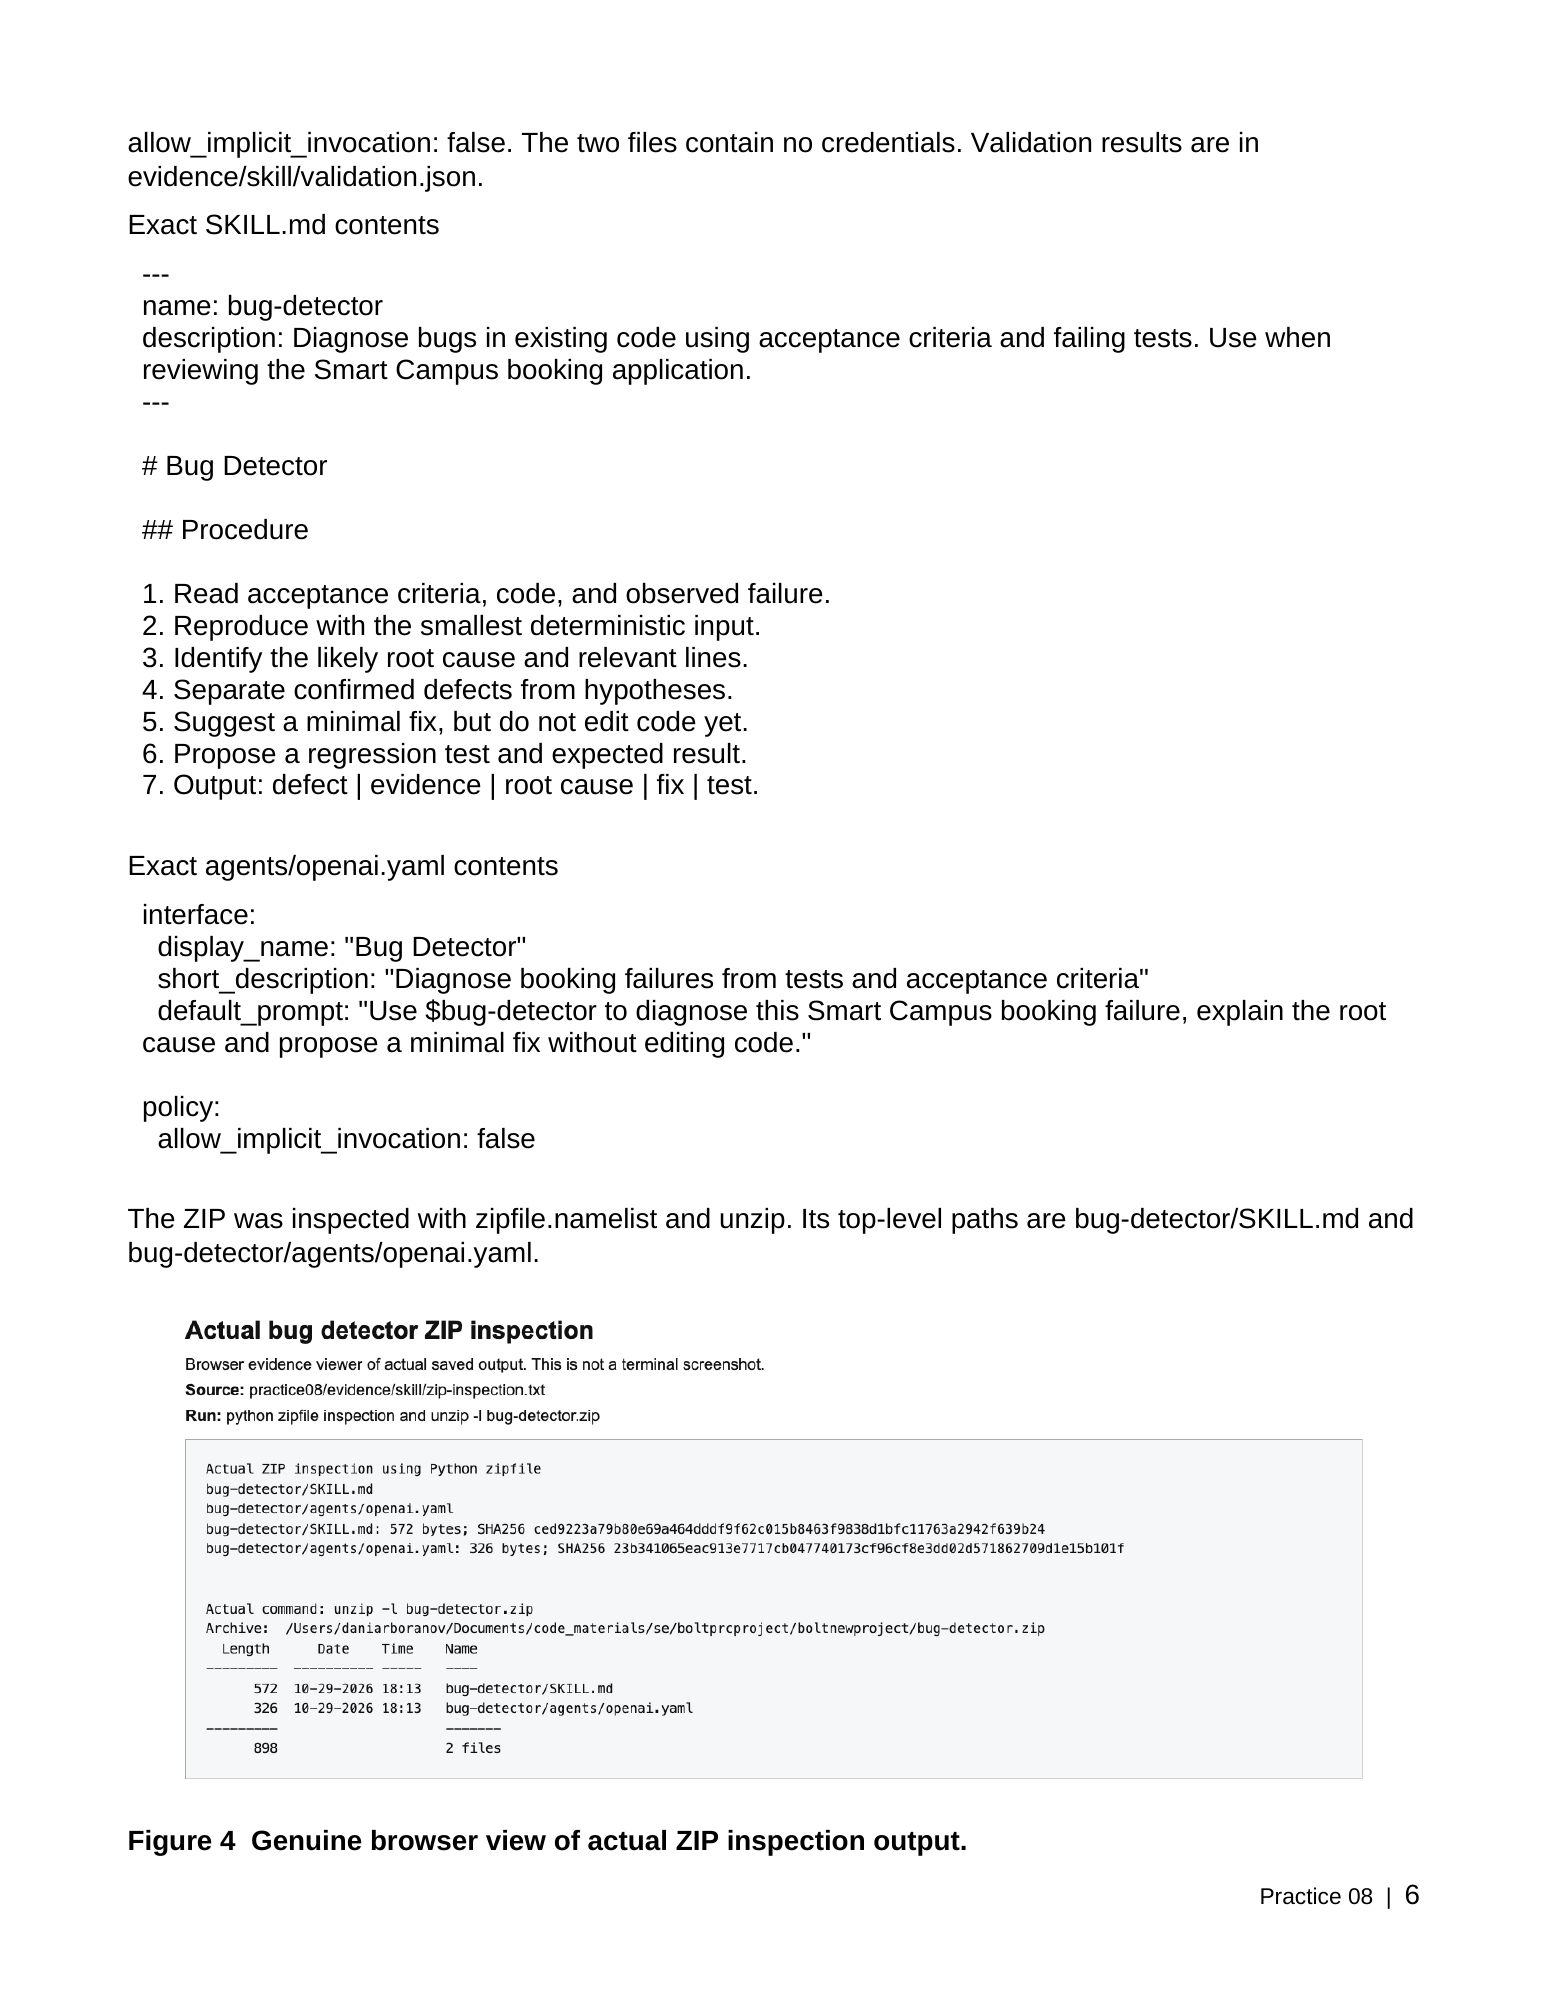 allow_implicit_invocation: false. The two files contain no credentials. Validation results are in
evidence/skill/validation.json.
Exact SKILL.md contents
---
name: bug-detector
description: Diagnose bugs in existing code using acceptance criteria and failing tests. Use when
reviewing the Smart Campus booking application.
---
# Bug Detector
## Procedure
1. Read acceptance criteria, code, and observed failure.
2. Reproduce with the smallest deterministic input.
3. Identify the likely root cause and relevant lines.
4. Separate confirmed defects from hypotheses.
5. Suggest a minimal fix, but do not edit code yet.
6. Propose a regression test and expected result.
7. Output: defect | evidence | root cause | fix | test.
Exact agents/openai.yaml contents
interface:
  display_name: "Bug Detector"
  short_description: "Diagnose booking failures from tests and acceptance criteria"
  default_prompt: "Use $bug-detector to diagnose this Smart Campus booking failure, explain the root
cause and propose a minimal fix without editing code."
policy:
  allow_implicit_invocation: false
The ZIP was inspected with zipfile.namelist and unzip. Its top-level paths are bug-detector/SKILL.md and
bug-detector/agents/openai.yaml.
Actual bug detector ZIP inspection
Browser evidence viewer of actual saved output. This is not a terminal screenshot.
Source: practice08/evidence/skill/zip-inspection.txt
Run: python zipfile inspection and unzip -l bug-detector.zip
Actual ZIP inspection using Python zipfile
bug-detector/SKILL.md
bug-detector/agents/openai.yaml
bug-detector/SKILL.md: 572 bytes; SHA256 ced9223a79b80e69a464dddf9f62c015b8463f9838d1bfc11763a2942f639b24
bug-detector/agents/openai.yaml: 326 bytes; SHA256 23b341065eac913e7717cb047740173cf96cf8e3dd02d571862709d1e15b101f
Actual command: unzip -l bug-detector.zip
Archive:  /Users/daniarboranov/Documents/code_materials/se/boltprcproject/boltnewproject/bug-detector.zip
  Length      Date    Time    Name
---------  ---------- -----   ----
      572  10-29-2026 18:13   bug-detector/SKILL.md
      326  10-29-2026 18:13   bug-detector/agents/openai.yaml
---------                     -------
      898                     2 files
Figure 4  Genuine browser view of actual ZIP inspection output.
Practice 08 | 6